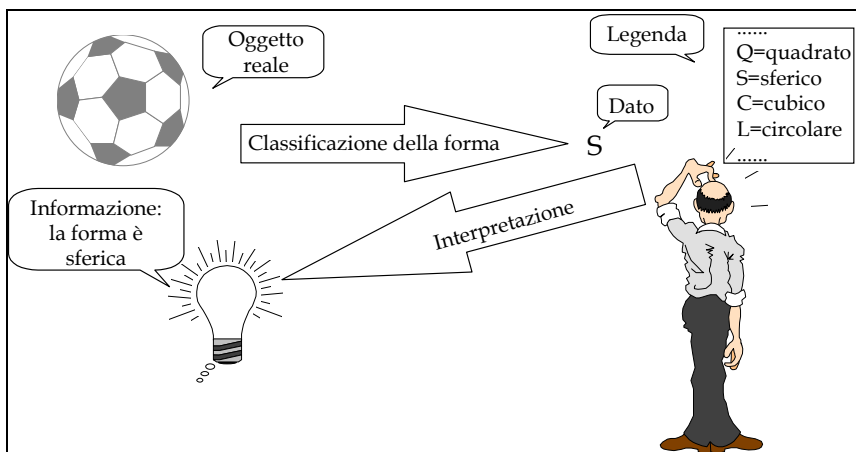 Oggetto
reale
Legenda
......
Q=quadrato
S=sferico
C=cubico
L=circolare
......
Dato
Classificazione della forma
S
Interpretazione
Informazione:
la forma è
sferica